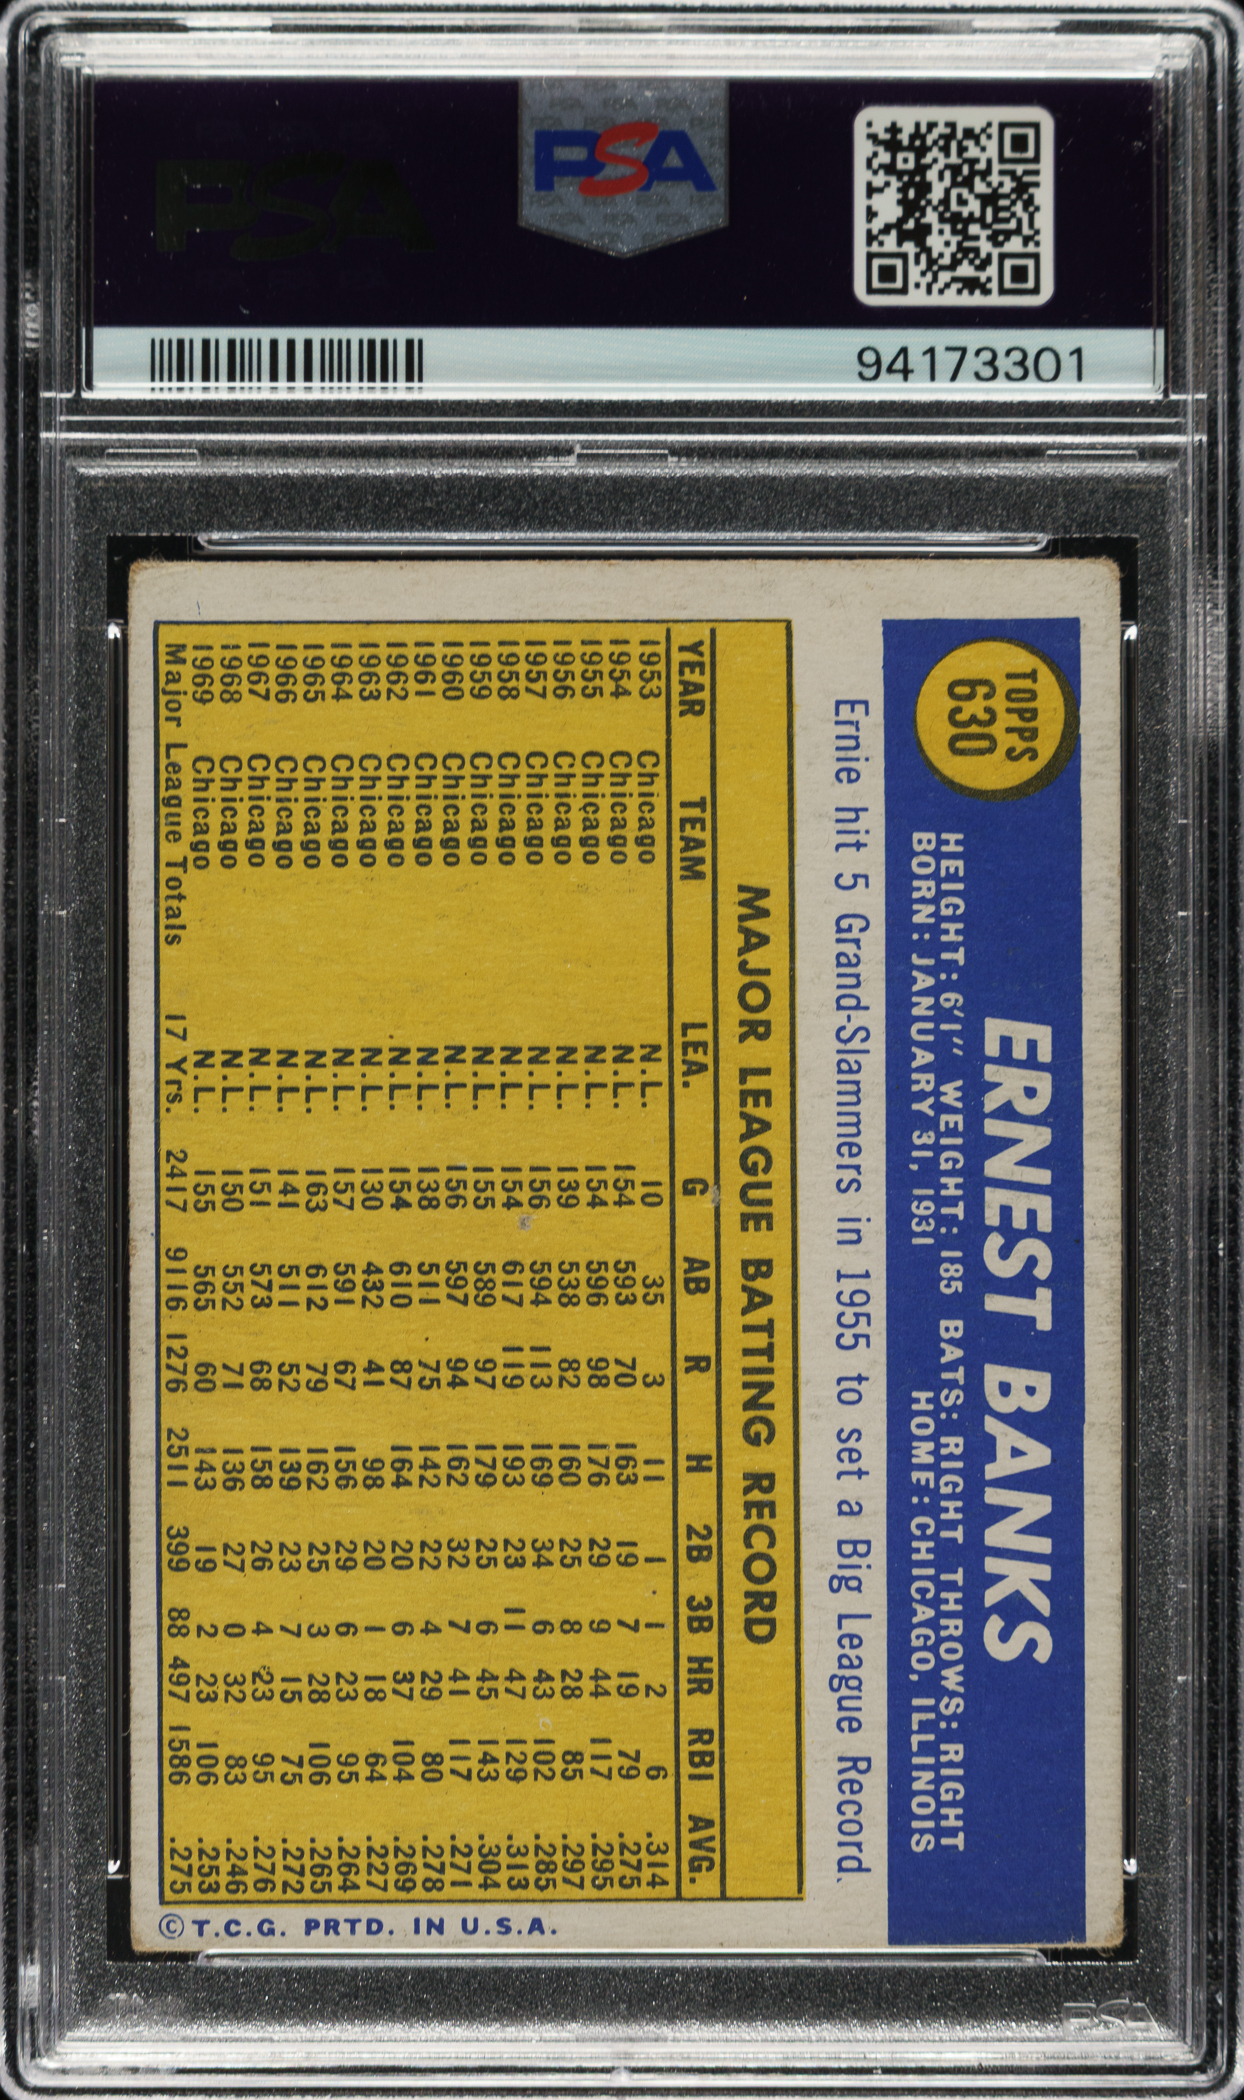 PSA
PSA
94173301
TOPPS
630
ERNEST BANKS
HEIGHT: 6'1" WEIGHT: 185 BATS: RIGHT THROWS: RIGHT
BORN: JANUARY 31, 1931 HOME: CHICAGO, ILLINOIS
Ernie hit 5 Grand-Slammers in 1955 to set a Big League Record.
MAJOR LEAGUE BATTING RECORD
YEAR TEAM LEA. G AB R H 2B 3B HR RBI AVG.
1953 Chicago N.L. 10 35 3 11 1 1 2 6 .314
1954 Chicago N.L. 154 593 70 163 19 7 19 79 .275
1955 Chicago N.L. 154 596 98 176 29 9 44 117 .295
1956 Chicago N.L. 139 538 82 160 25 8 28 85 .297
1957 Chicago N.L. 156 594 113 169 34 6 43 102 .285
1958 Chicago N.L. 154 617 119 193 23 11 47 129 .313
1959 Chicago N.L. 155 589 97 179 25 6 45 143 .304
1960 Chicago N.L. 156 597 94 162 32 7 41 117 .271
1961 Chicago N.L. 138 511 75 142 22 4 29 80 .278
1962 Chicago N.L. 154 610 87 164 20 6 37 104 .269
1963 Chicago N.L. 130 432 41 98 20 1 18 64 .227
1964 Chicago N.L. 157 591 67 156 29 6 23 95 .264
1965 Chicago N.L. 163 612 79 162 25 3 28 106 .265
1966 Chicago N.L. 141 511 52 139 23 7 15 75 .272
1967 Chicago N.L. 151 573 68 158 26 4 23 95 .276
1968 Chicago N.L. 150 552 71 136 27 0 32 83 .246
1969 Chicago N.L. 155 565 60 143 19 2 23 106 .253
Major League Totals 17 Yrs. 2417 9116 1276 2511 399 88 497 1586 .275
© T.C.G. PRTD. IN U.S.A.
PSA